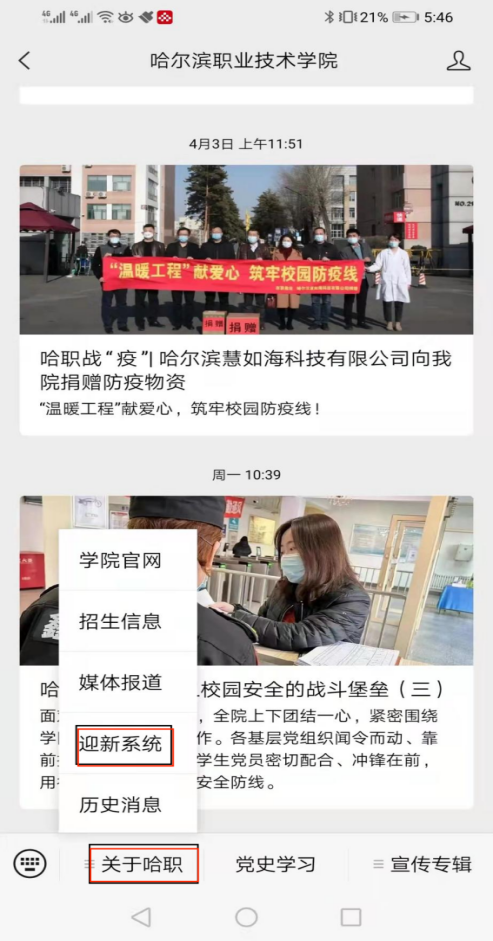 4G 4G 21% 5:46
哈尔滨职业技术学院
4月3日 上午11:51
“温暖工程”献爱心 筑牢校园防疫线
捐赠 捐赠
哈职战“疫”| 哈尔滨慧如海科技有限公司向我
院捐赠防疫物资
“温暖工程”献爱心，筑牢校园防疫线！
周一 10:39
学院官网
招生信息
媒体报道
迎新系统
历史消息
哈
校园安全的战斗堡垒（三）
，全院上下团结一心，紧密围绕
学
作。各基层党组织闻令而动、靠
前
学生党员密切配合、冲锋在前，
用
安全防线。
关于哈职 党史学习 宣传专辑